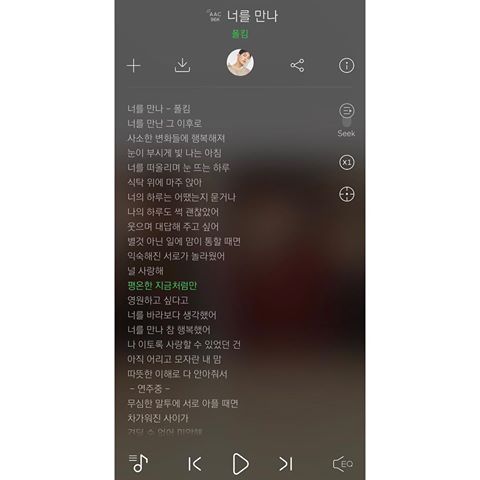 AAC
96K
너를 만나
폴킴
Seek
X1
너를 만나 - 폴킴
너를 만난 그 이후로
사소한 변화들에 행복해져
눈이 부시게 빛 나는 아침
너를 떠올리며 눈 뜨는 하루
식탁 위에 마주 앉아
너의 하루는 어땠는지 묻거나
나의 하루도 썩 괜찮았어
웃으며 대답해 주고 싶어
별것 아닌 일에 맘이 통할 때면
익숙해진 서로가 놀라웠어
널 사랑해
평온한 지금처럼만
영원하고 싶다고
너를 바라보다 생각했어
너를 만나 참 행복했어
나 이토록 사랑할 수 있었던 건
아직 어리고 모자란 내 맘
따뜻한 이해로 다 안아줘서
- 연주중 -
무심한 말투에 서로 아플 때면
차가워진 사이가
견딜 수 없어 미안해
EQ